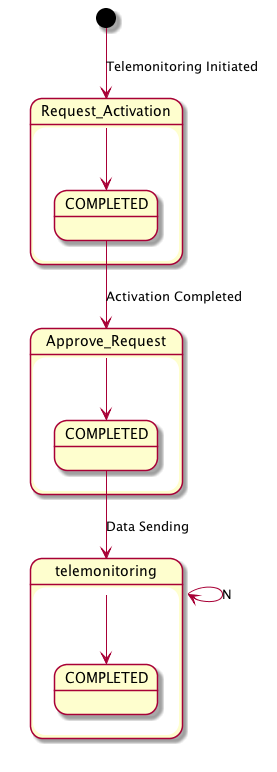 Telemonitoring Initiated
Request_Activation
COMPLETED
Activation Completed
Approve_Request
COMPLETED
Data Sending
telemonitoring
N
COMPLETED